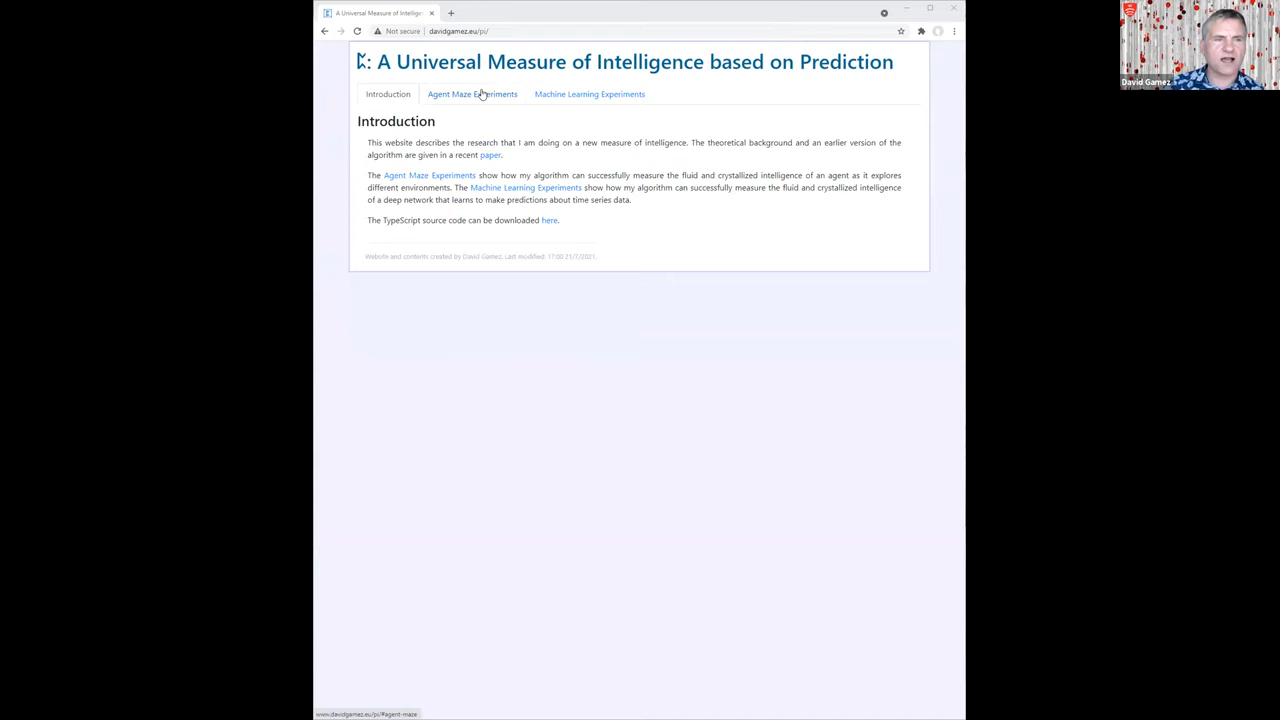 A Universal Measure of Intellige
Not secure davidgamez.eu/pi/
: A Universal Measure of Intelligence based on Prediction
Introduction Agent Maze Experiments Machine Learning Experiments
Introduction
This website describes the research that I am doing on a new measure of intelligence. The theoretical background and an earlier version of the
algorithm are given in a recent paper.
The Agent Maze Experiments show how my algorithm can successfully measure the fluid and crystallized intelligence of an agent as it explores
different environments. The Machine Learning Experiments show how my algorithm can successfully measure the fluid and crystallized intelligence
of a deep network that learns to make predictions about time series data.
The TypeScript source code can be downloaded here.
Website and contents created by David Gamez. Last modified: 17:00 21/7/2021.
www.davidgamez.eu/pi/#agent-maze
David Gamez